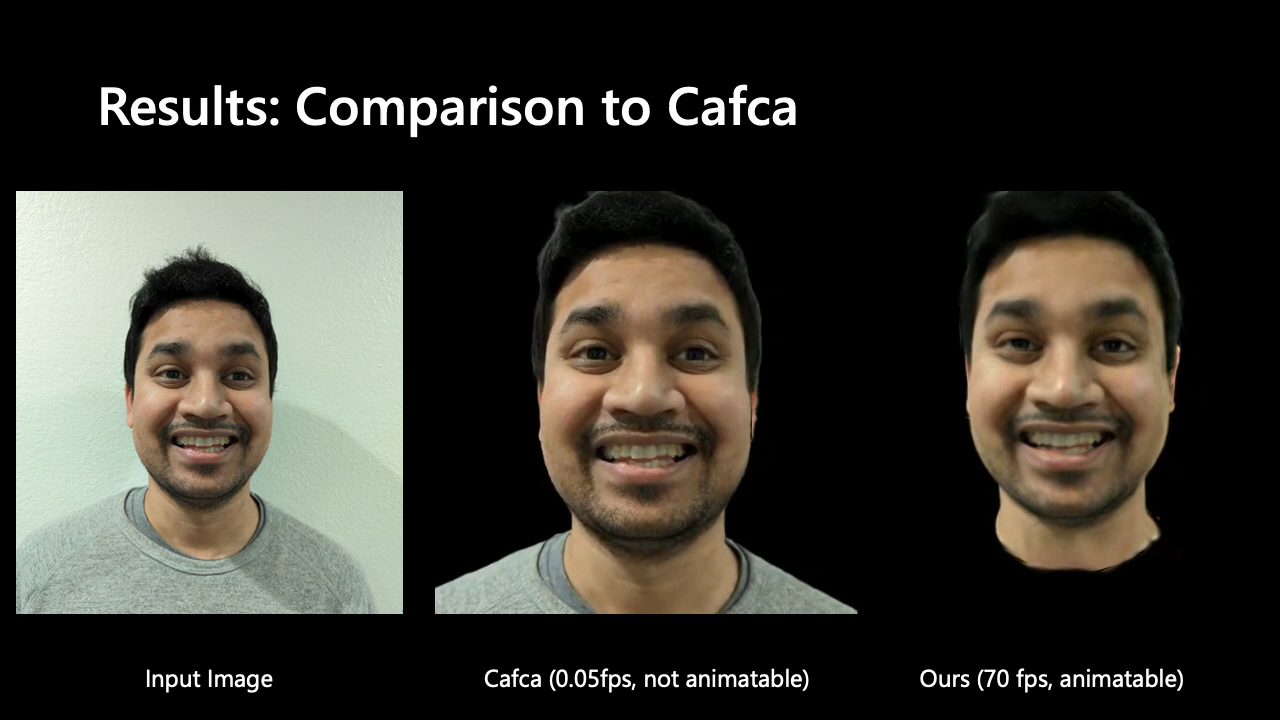 Results: Comparison to Cafca
Input Image
Cafca (0.05fps, not animatable)
Ours (70 fps, animatable)